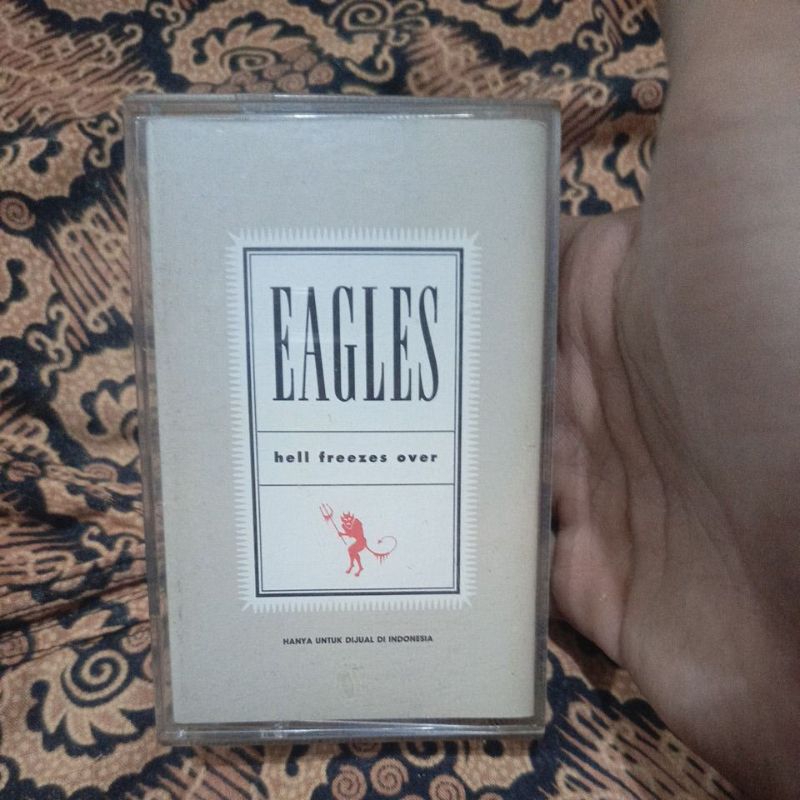 EAGLES
hell freezes over
HANYA UNTUK DIJUAL DI INDONESIA